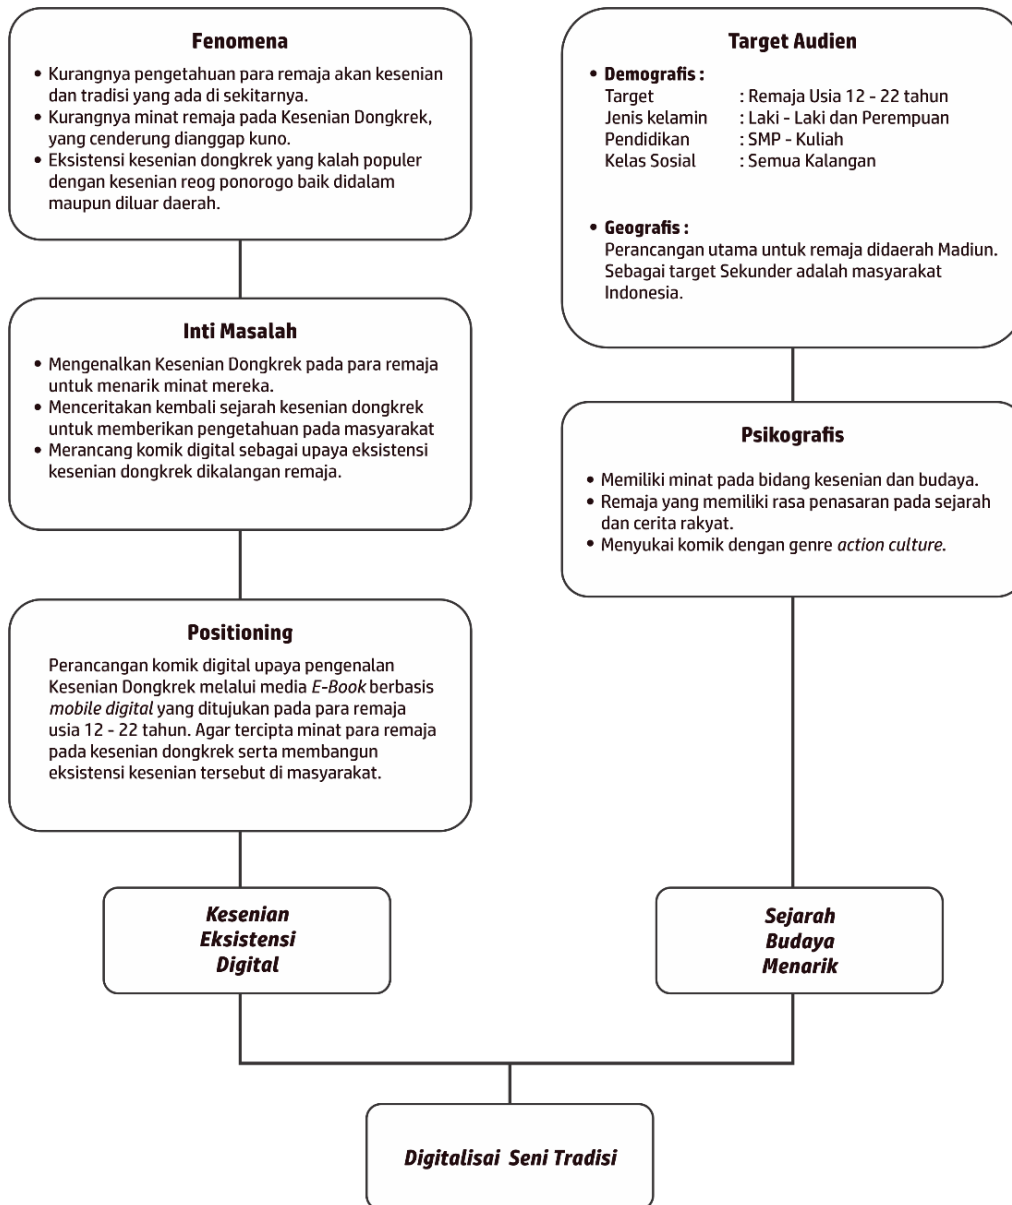 Fenomena
• Kurangnya pengetahuan para remaja akan kesenian
dan tradisi yang ada di sekitarnya.
• Kurangnya minat remaja pada Kesenian Dongkrek,
yang cenderung dianggap kuno.
• Eksistensi kesenian dongkrek yang kalah populer
dengan kesenian reog ponorogo baik didalam
maupun diluar daerah.
Inti Masalah
• Mengenalkan Kesenian Dongkrek pada para remaja
untuk menarik minat mereka.
• Menceritakan kembali sejarah kesenian dongkrek
untuk memberikan pengetahuan pada masyarakat
• Merancang komik digital sebagai upaya eksistensi
kesenian dongkrek dikalangan remaja.
Positioning
Perancangan komik digital upaya pengenalan
Kesenian Dongkrek melalui media E-Book berbasis
mobile digital yang ditujukan pada para remaja
usia 12 - 22 tahun. Agar tercipta minat para remaja
pada kesenian dongkrek serta membangun
eksistensi kesenian tersebut di masyarakat.
Kesenian
Eksistensi
Digital
Target Audien
• Demografis :
Target : Remaja Usia 12 - 22 tahun
Jenis kelamin : Laki - Laki dan Perempuan
Pendidikan : SMP - Kuliah
Kelas Sosial : Semua Kalangan
• Geografis :
Perancangan utama untuk remaja didaerah Madiun.
Sebagai target Sekunder adalah masyarakat
Indonesia.
Psikografis
• Memiliki minat pada bidang kesenian dan budaya.
• Remaja yang memiliki rasa penasaran pada sejarah
dan cerita rakyat.
• Menyukai komik dengan genre action culture.
Sejarah
Budaya
Menarik
Digitalisai Seni Tradisi